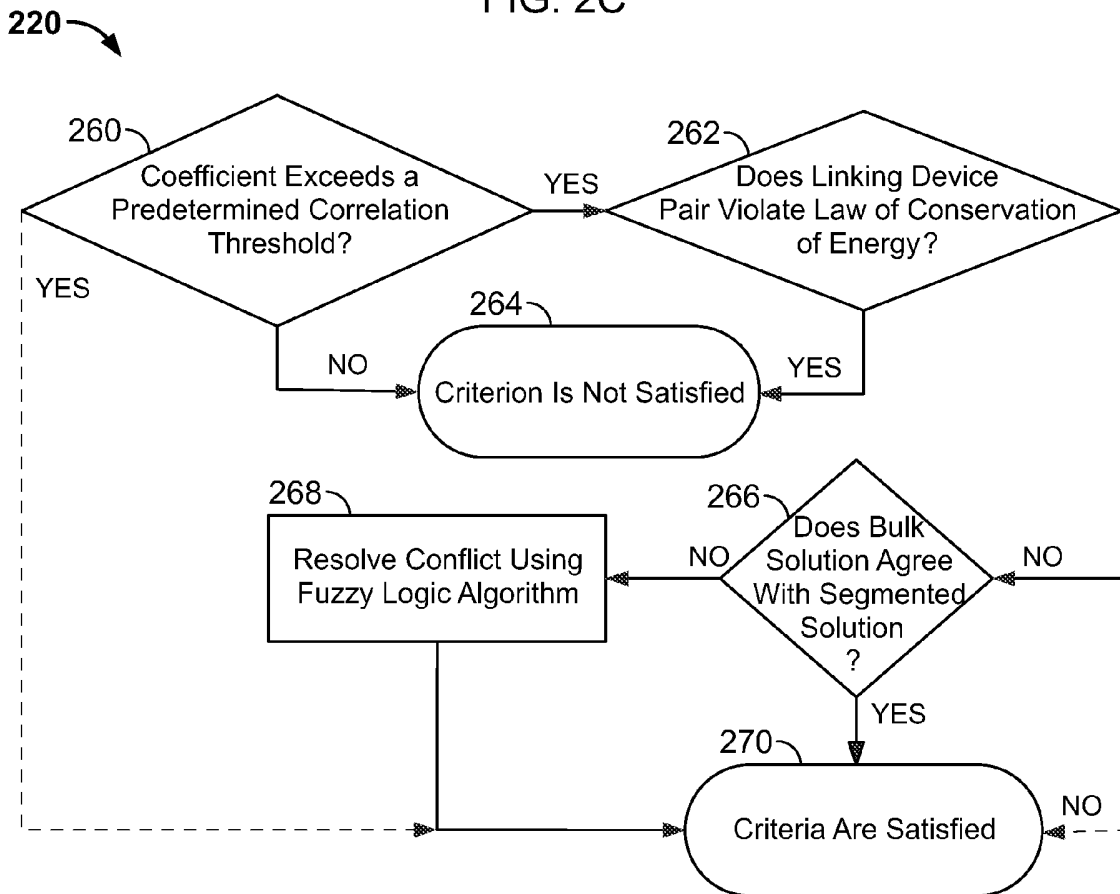 FIG. 2C
220
260
Coefficient Exceeds a
Predetermined Correlation
Threshold?
YES
262
Does Linking Device
Pair Violate Law of Conservation
of Energy?
YES
264
NO
Criterion Is Not Satisfied
YES
268
Resolve Conflict Using
Fuzzy Logic Algorithm
NO
266
Does Bulk
Solution Agree
With Segmented
Solution
?
NO
YES
270
Criteria Are Satisfied
NO